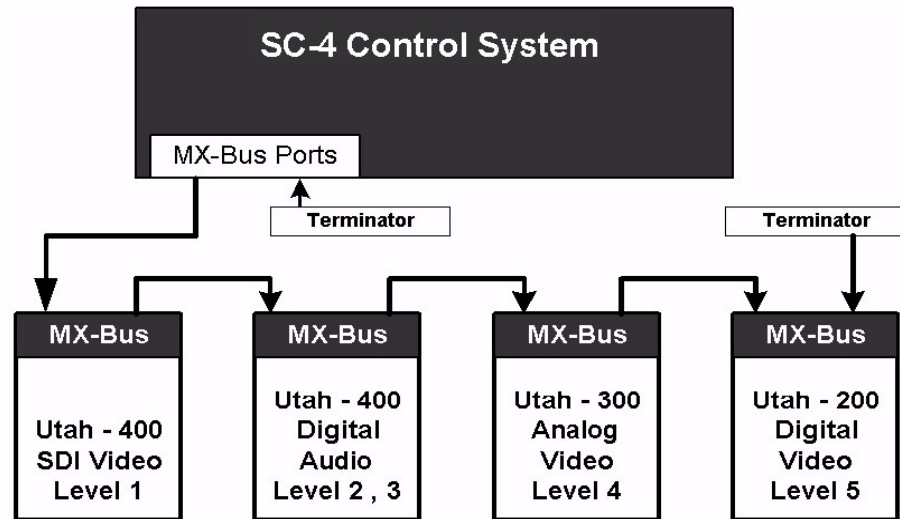 SC-4 Control System
MX-Bus Ports
Terminator
Terminator
MX-Bus
Utah - 400
SDI Video
Level 1
MX-Bus
Utah - 400
Digital
Audio
Level 2 , 3
MX-Bus
Utah - 300
Analog
Video
Level 4
MX-Bus
Utah - 200
Digital
Video
Level 5